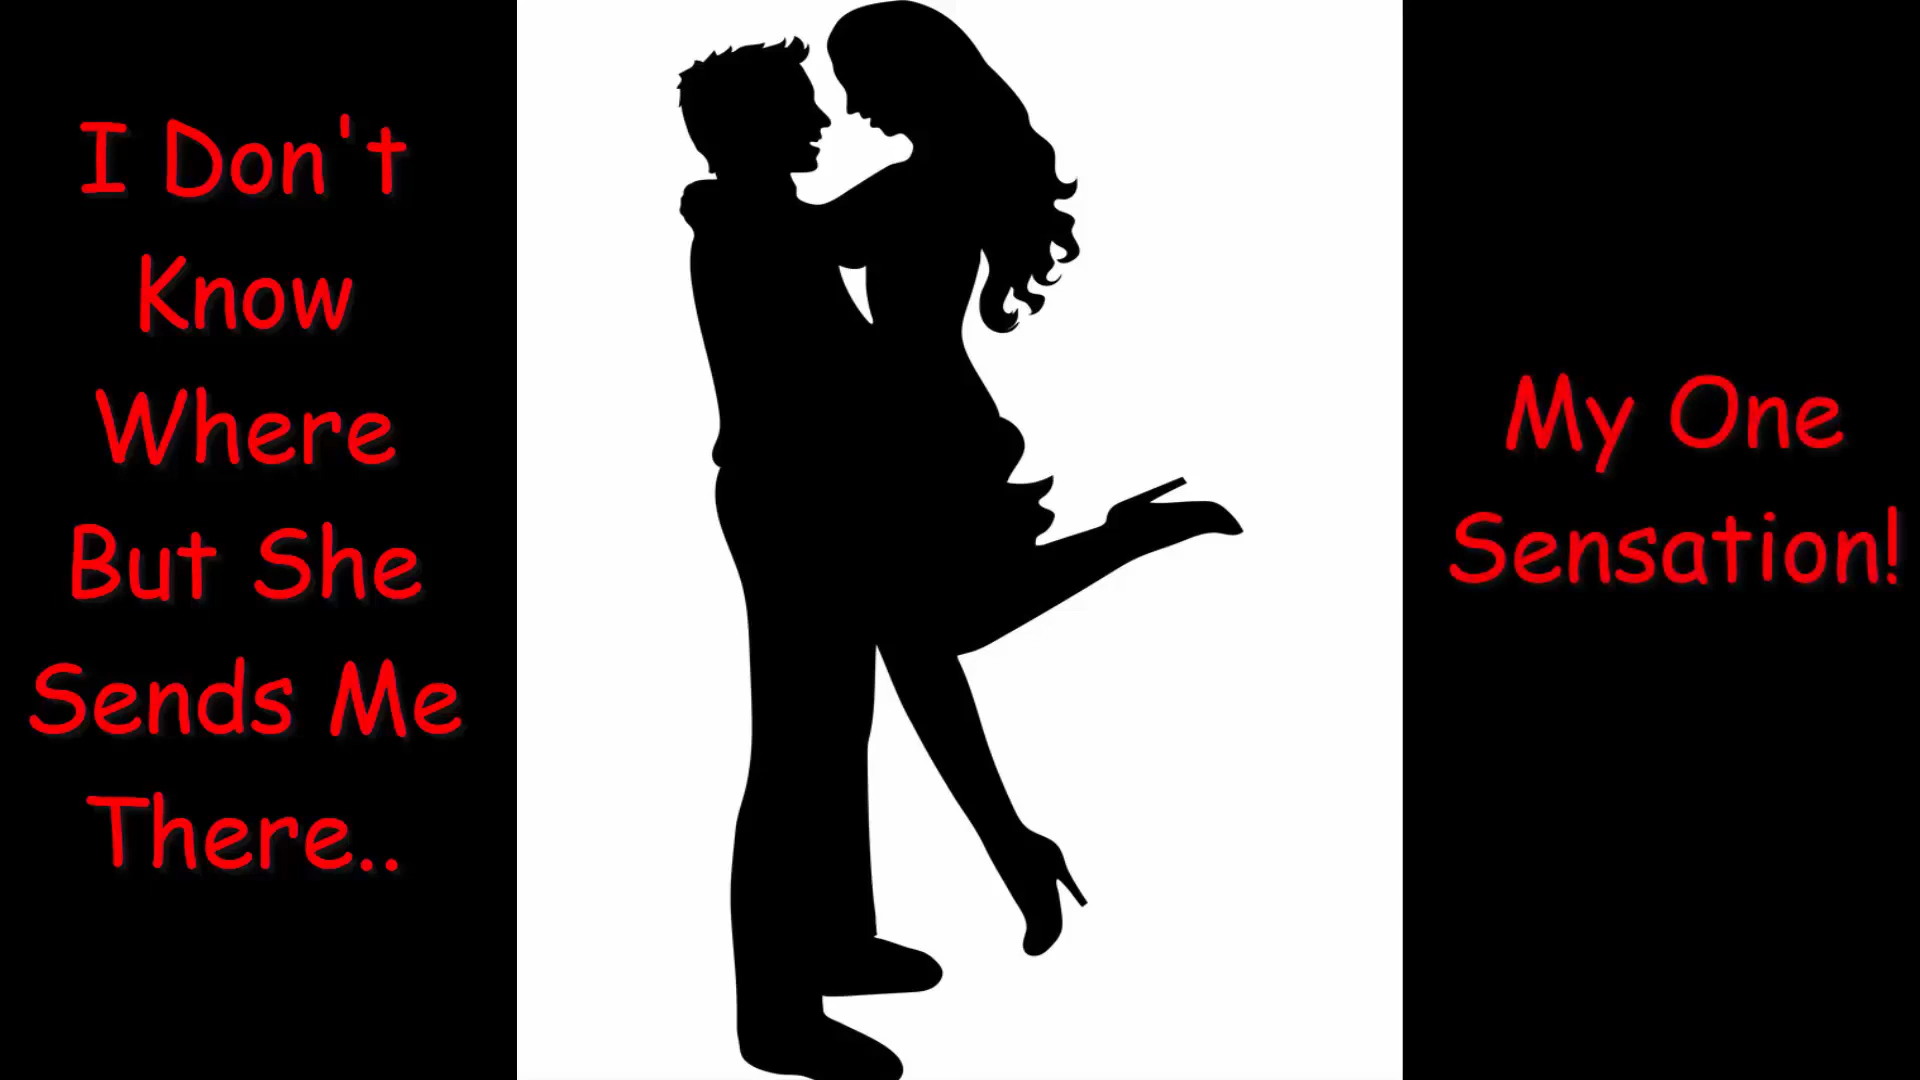 I Don't
Know
Where
But She
Sends Me
There..
My One
Sensation!